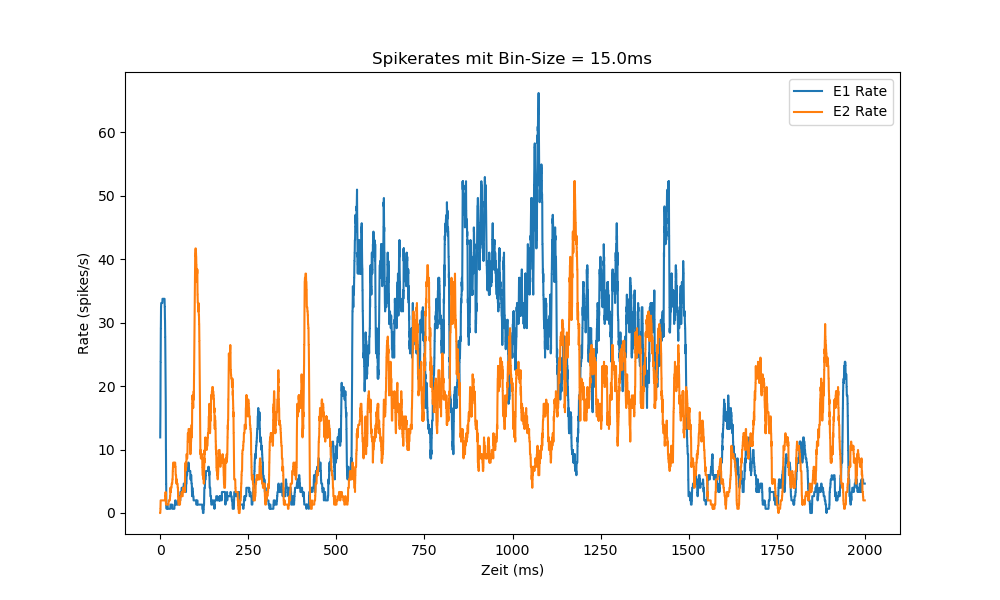 Spikerates mit Bin-Size = 15.0ms
E1 Rate
E2 Rate
60
50
40
30
20
10
0
Rate (spikes/s)
0 250 500 750 1000 1250 1500 1750 2000
Zeit (ms)